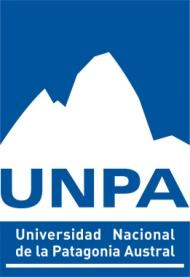 UNPA
Universidad Nacional
de la Patagonia Austral